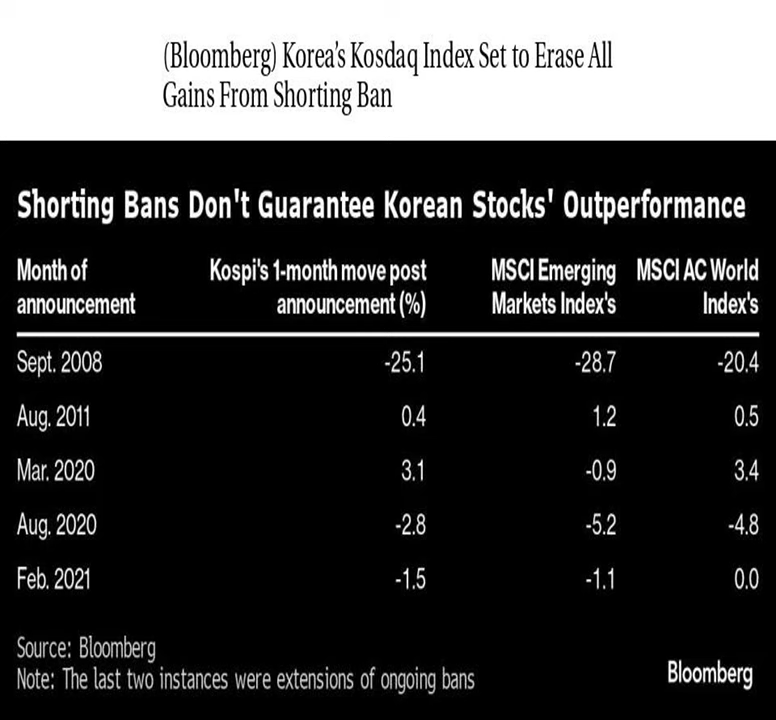 (Bloomberg) Korea's Kosdaq Index Set to Erase All
Gains From Shorting Ban
Shorting Bans Don't Guarantee Korean Stocks' Outperformance
Month of announcement Kospi's 1-month move post announcement (%) MSCI Emerging Markets Index's MSCI AC World Index's
Sept. 2008 -25.1 -28.7 -20.4
Aug. 2011 0.4 1.2 0.5
Mar. 2020 3.1 -0.9 3.4
Aug. 2020 -2.8 -5.2 -4.8
Feb. 2021 -1.5 -1.1 0.0
Source: Bloomberg
Note: The last two instances were extensions of ongoing bans
Bloomberg